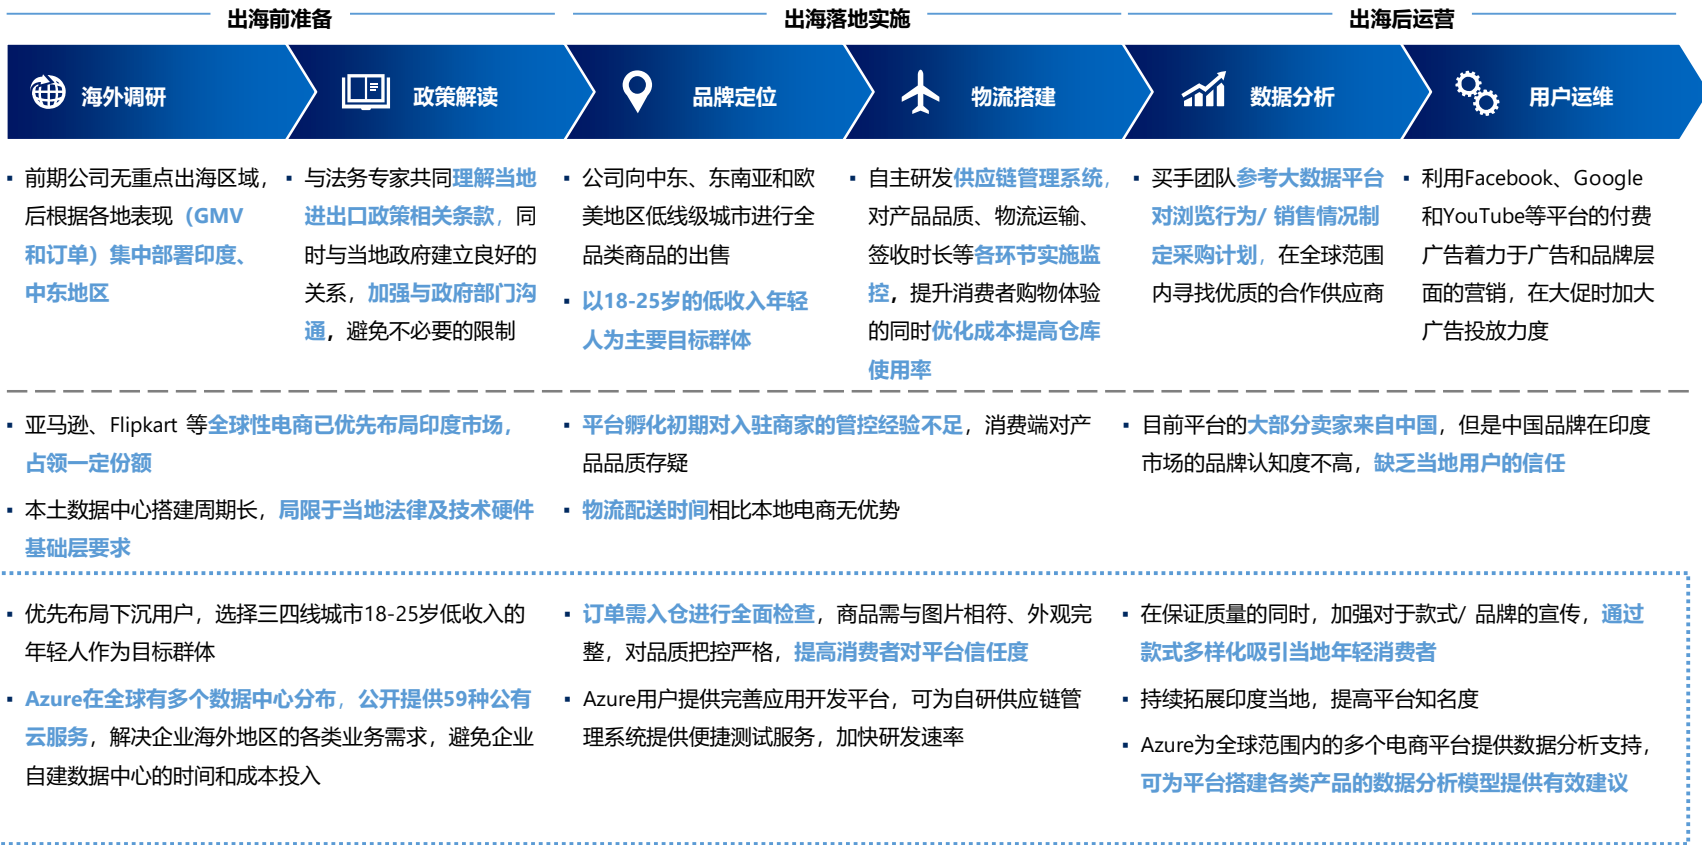 出海前准备
出海落地实施
出海后运营
海外调研
政策解读
品牌定位
物流搭建
数据分析
用户运维
▪ 前期公司无重点出海区域，
后根据各地表现（GMV
和订单）集中部署印度、
中东地区
▪ 与法务专家共同理解当地
进出口政策相关条款，同
时与当地政府建立良好的
关系，加强与政府部门沟
通，避免不必要的限制
▪ 公司向中东、东南亚和欧
美地区低线级城市进行全
品类商品的出售
▪ 以18-25岁的低收入年轻
人为主要目标群体
▪ 自主研发供应链管理系统，
对产品品质、物流运输、
签收时长等各环节实施监
控，提升消费者购物体验
的同时优化成本提高仓库
使用率
▪ 买手团队参考大数据平台
对浏览行为/ 销售情况制
定采购计划，在全球范围
内寻找优质的合作供应商
▪ 利用Facebook、Google
和YouTube等平台的付费
广告着力于广告和品牌层
面的营销，在大促时加大
广告投放力度
▪ 亚马逊、Flipkart 等全球性电商已优先布局印度市场，
占领一定份额
▪ 本土数据中心搭建周期长，局限于当地法律及技术硬件
基础层要求
▪ 平台孵化初期对入驻商家的管控经验不足，消费端对产
品品质存疑
▪ 物流配送时间相比本地电商无优势
▪ 目前平台的大部分卖家来自中国，但是中国品牌在印度
市场的品牌认知度不高，缺乏当地用户的信任
▪ 优先布局下沉用户，选择三四线城市18-25岁低收入的
年轻人作为目标群体
▪ Azure在全球有多个数据中心分布，公开提供59种公有
云服务，解决企业海外地区的各类业务需求，避免企业
自建数据中心的时间和成本投入
▪ 订单需入仓进行全面检查，商品需与图片相符、外观完
整，对品质把控严格，提高消费者对平台信任度
▪ Azure用户提供完善应用开发平台，可为自研供应链管
理系统提供便捷测试服务，加快研发速率
▪ 在保证质量的同时，加强对于款式/ 品牌的宣传，通过
款式多样化吸引当地年轻消费者
▪ 持续拓展印度当地，提高平台知名度
▪ Azure为全球范围内的多个电商平台提供数据分析支持，
可为平台搭建各类产品的数据分析模型提供有效建议